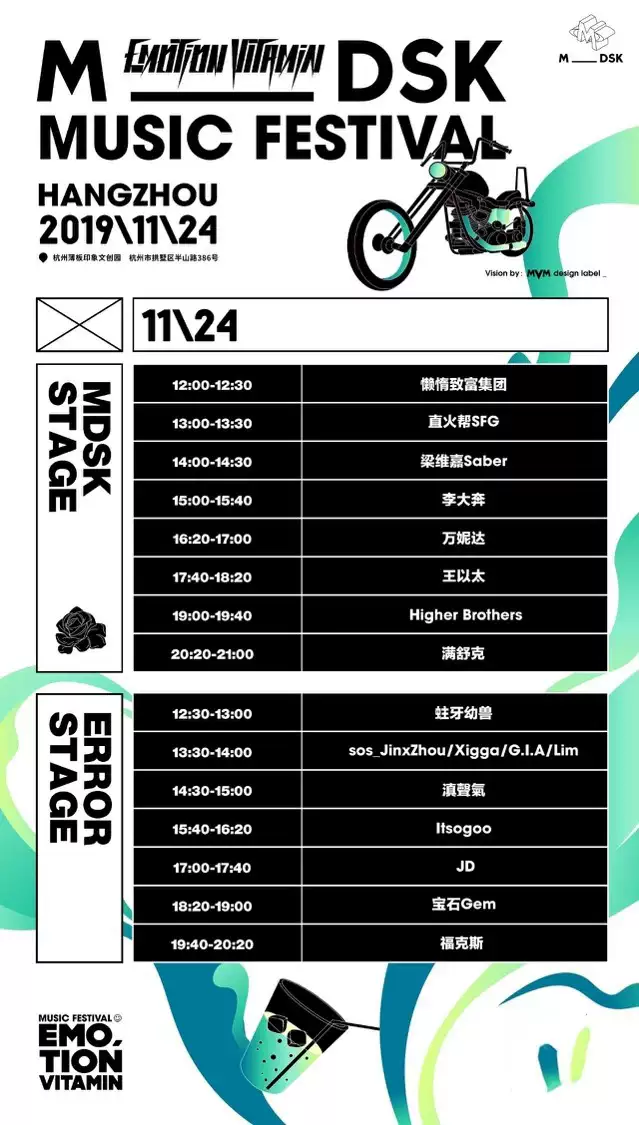 M EMOTION VITAMIN DSK
MUSIC FESTIVAL
M __ DSK
HANGZHOU
2019\11\24
杭州薄板印象文创园 杭州市拱墅区半山路386号
Vision by: MVM design label _
11\24
MDSK STAGE
12:00-12:30 懒惰致富集团
13:00-13:30 直火帮SFG
14:00-14:30 梁维嘉Saber
15:00-15:40 李大奔
16:20-17:00 万妮达
17:40-18:20 王以太
19:00-19:40 Higher Brothers
20:20-21:00 满舒克
ERROR STAGE
12:30-13:00 蛀牙幼兽
13:30-14:00 sos_JinxZhou/Xigga/G.I.A/Lim
14:30-15:00 滇聲氣
15:40-16:20 Itsogoo
17:00-17:40 JD
18:20-19:00 宝石Gem
19:40-20:20 福克斯
MUSIC FESTIVAL
EMO,
TION
VITAMIN